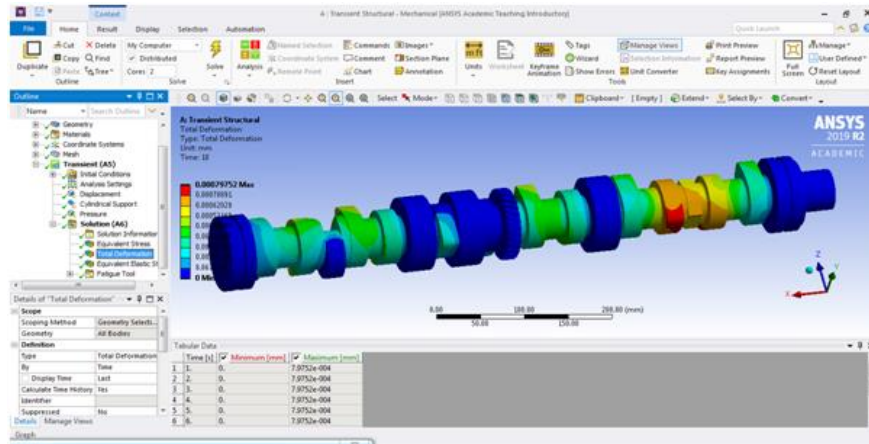 Context
A : Transient Structural - Mechanical [ANSYS Academic Teaching Introductory]
File Home Result Display Selection Automation
Quick Launch
Duplicate
Cut
Copy
Paste
Delete
Find
Tree
Outline
My Computer
Distributed
Cores 2
Solve
Solve
Analysis
Named Selection
Coordinate System
Remote Point
Commands
Comment
Chart
Images
Section Plane
Annotation
Insert
Units
Worksheet
Keyframe
Animation
Tags
Wizard
Show Errors
Manage Views
Selection Information
Unit Converter
Print Preview
Report Preview
Key Assignments
Tools
Full
Screen
Manage
User Defined
Reset Layout
Layout
Outline
Name
Search Outline
Select Mode
Clipboard [ Empty ] Extend Select By Convert
Geometry
Materials
Coordinate Systems
Mesh
Transient (A5)
Initial Conditions
Analysis Settings
Displacement
Cylindrical Support
Pressure
Solution (A6)
Solution Information
Equivalent Stress
Total Deformation
Equivalent Elastic St
Fatigue Tool
A: Transient Structural
Total Deformation
Type: Total Deformation
Unit: mm
Time: 10
0.00079752 Max
0 Min
ANSYS
2019 R2
ACADEMIC
Z
Y
X
0.00 100.00 200.00 (mm)
50.00 150.00
Details of "Total Deformation"
Scope
Scoping Method Geometry Selecti...
Geometry All Bodies
Definition
Type Total Deformation
By Time
Display Time Last
Calculate Time History Yes
Identifier
Suppressed No
Details Manage Views
Tabular Data
Time [s] Minimum [mm] Maximum [mm]
1 1. 0. 7.9752e-004
2 2. 0. 7.9752e-004
3 3. 0. 7.9752e-004
4 4. 0. 7.9752e-004
5 5. 0. 7.9752e-004
6 6. 0. 7.9752e-004
Graph